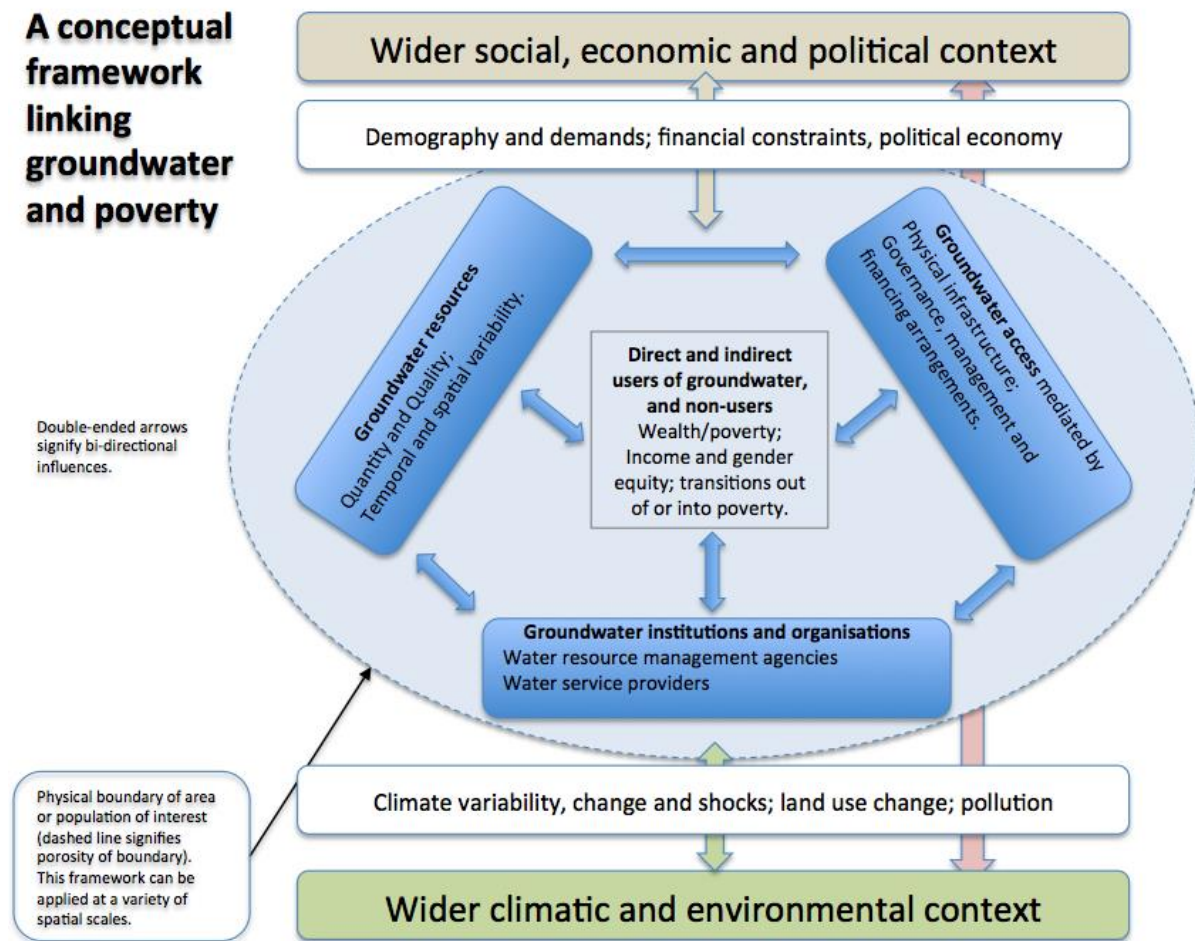 A conceptual
framework
linking
groundwater
and poverty
Wider social, economic and political context
Demography and demands; financial constraints, political economy
Groundwater resources
Quantity and Quality;
Temporal and spatial variability.
Groundwater access mediated by
Physical infrastructure;
Governance, management and
financing arrangements.
Direct and indirect
users of groundwater,
and non-users
Wealth/poverty;
Income and gender
equity; transitions out
of or into poverty.
Double-ended arrows
signify bi-directional
influences.
Groundwater institutions and organisations
Water resource management agencies
Water service providers
Physical boundary of area
or population of interest
(dashed line signifies
porosity of boundary).
This framework can be
applied at a variety of
spatial scales.
Climate variability, change and shocks; land use change; pollution
Wider climatic and environmental context